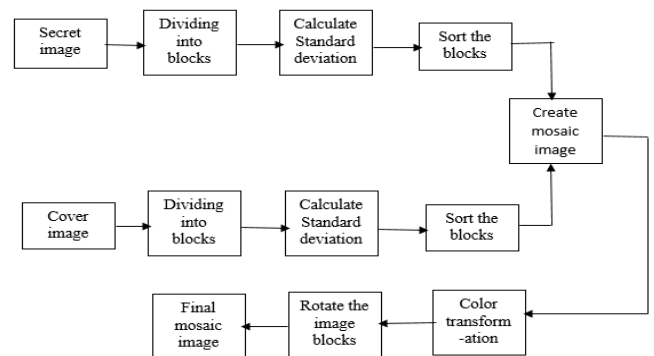 Secret
image
Dividing
into
blocks
Calculate
Standard
deviation
Sort the
blocks
Create
mosaic
image
Cover
image
Dividing
into
blocks
Calculate
Standard
deviation
Sort the
blocks
Final
mosaic
image
Rotate the
image
blocks
Color
transform
-ation